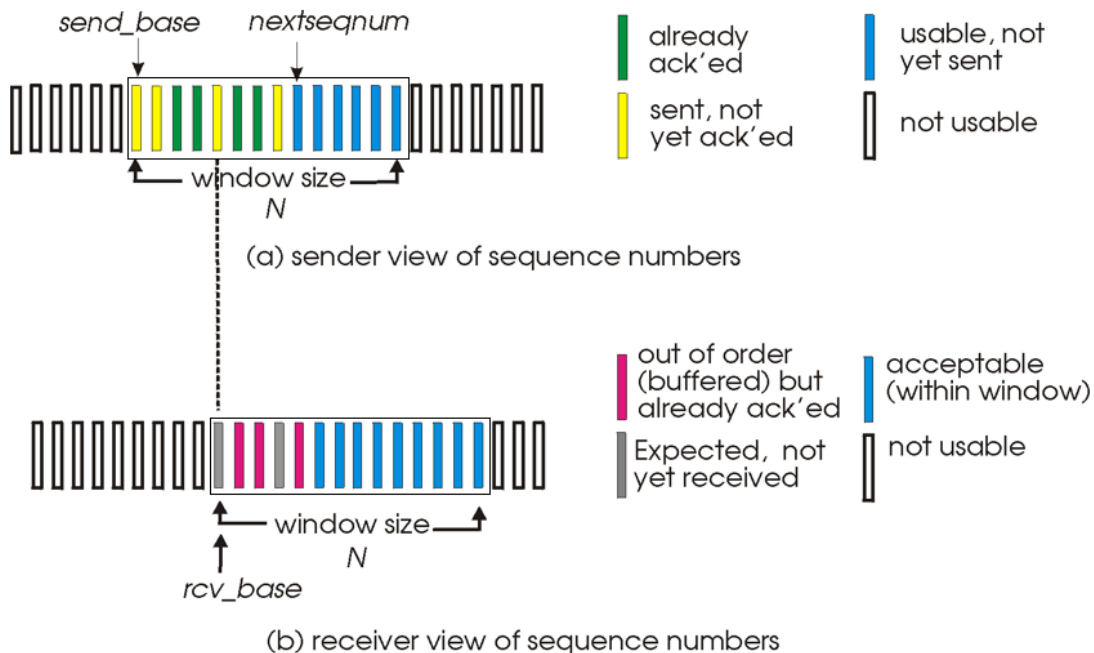 send_base
nextseqnum
already
ack'ed
usable, not
yet sent
sent, not
yet ack'ed
not usable
window size
N
(a) sender view of sequence numbers
out of order
(buffered) but
already ack'ed
acceptable
(within window)
Expected, not
yet received
not usable
window size
N
rcv_base
(b) receiver view of sequence numbers